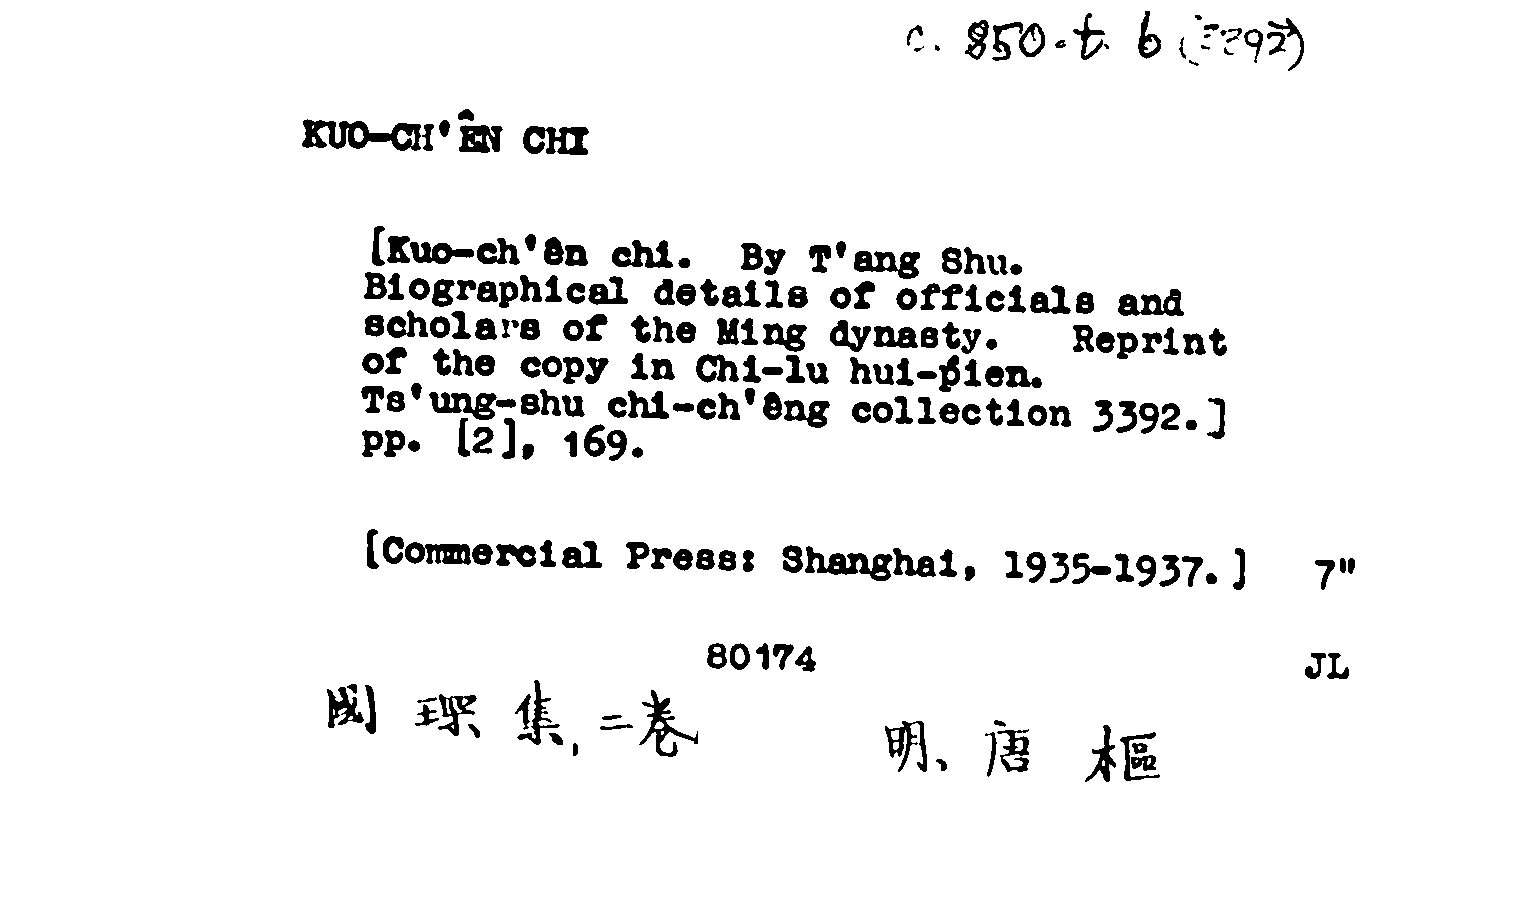 c. 850.t. 6 (3392)
KUO-CH'ÊN CHI
[Kuo-ch'ên chi. By T'ang Shu.
Biographical details of officials and
scholars of the Ming dynasty. Reprint
of the copy in Chi-lu hui-pien.
Ts'ung-shu chi-ch'êng collection 3392.]
pp. [2], 169.
[Commercial Press: Shanghai, 1935-1937.] 7"
80174 JL
國琛集, 二卷 明、唐樞